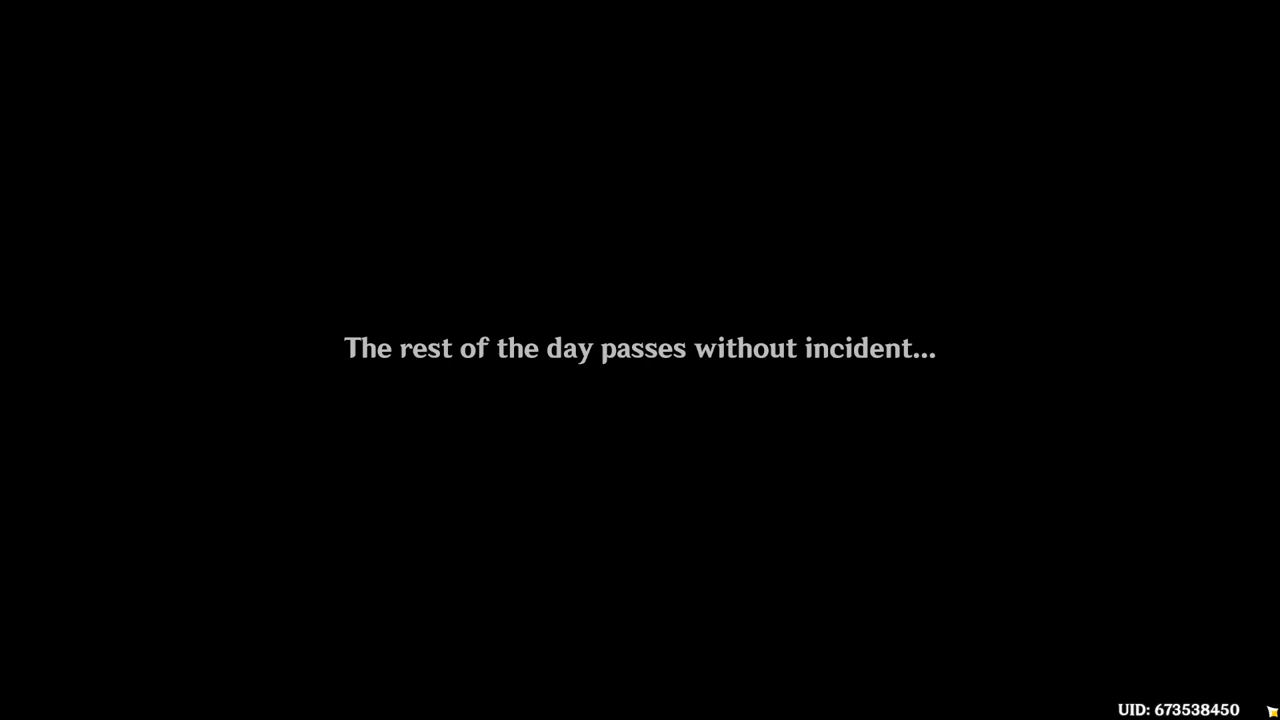 The rest of the day passes without incident...
UID: 673538450